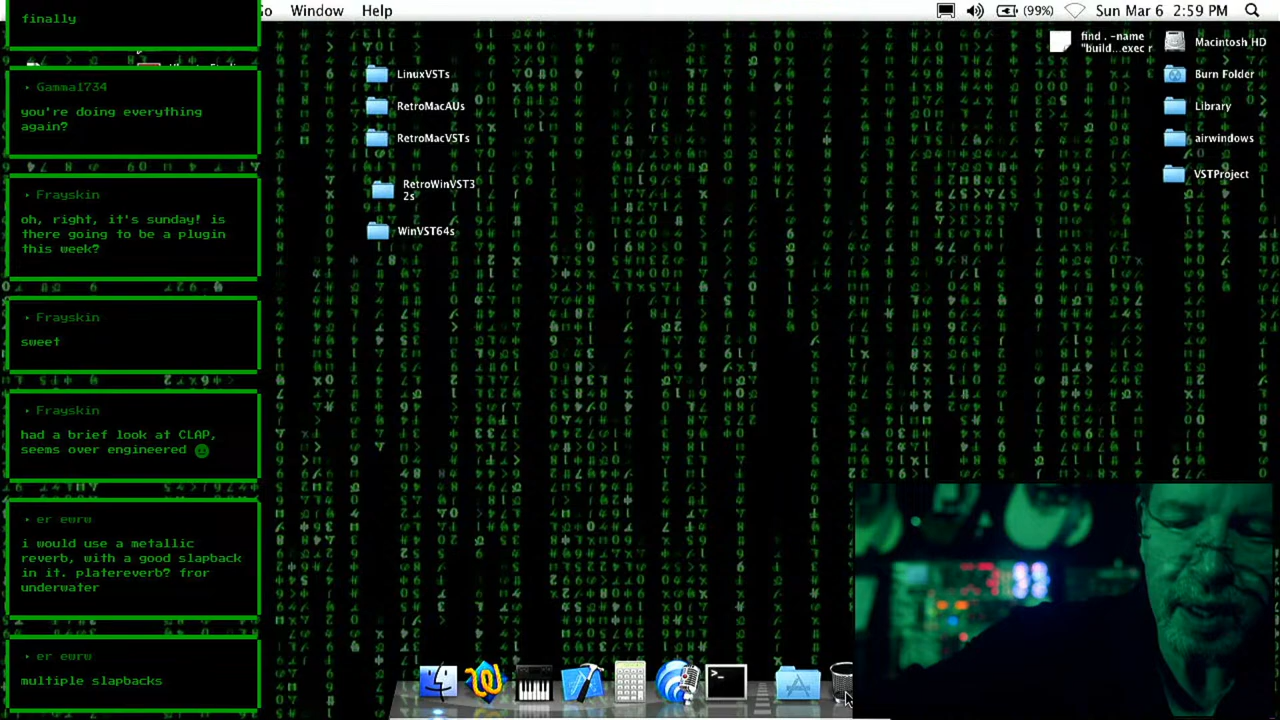 finally
Window Help
(99%) Sun Mar 6 2:59 PM
Gamma1734
you're doing everything
again?
Frayskin
oh, right, it's sunday! is
there going to be a plugin
this week?
Frayskin
sweet
Frayskin
had a brief look at CLAP,
seems over engineered
er ewrw
i would use a metallic
reverb, with a good slapback
in it. platereverb? fror
underwater
er ewrw
multiple slapbacks
LinuxVSTs
RetroMacAUs
RetroMacVSTs
RetroWinVST3
2s
WinVST64s
find . -name
"build...exec r
Macintosh HD
Burn Folder
Library
airwindows
VSTProject